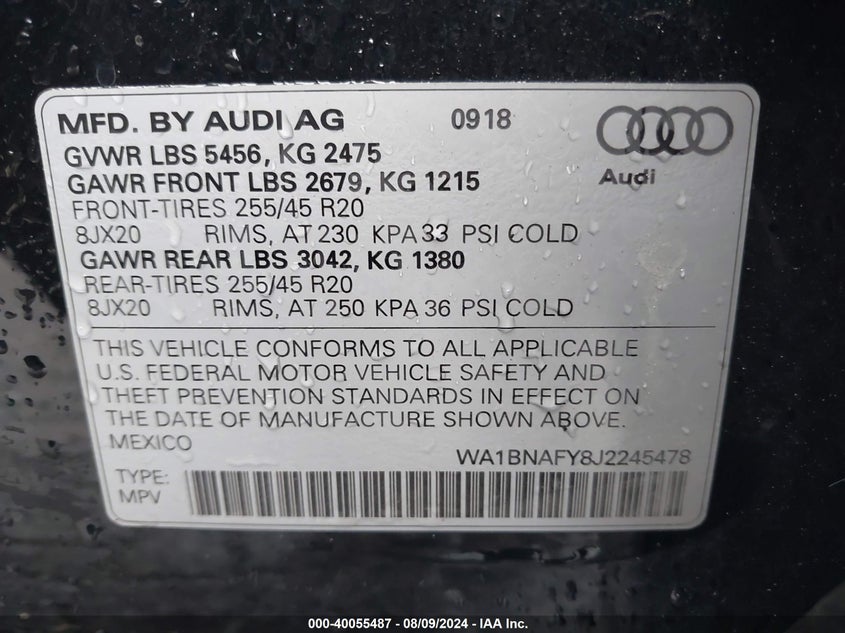 MFD. BY AUDI AG 0918
GVWR LBS 5456, KG 2475
Audi
GAWR FRONT LBS 2679, KG 1215
FRONT-TIRES 255/45 R20
8JX20 RIMS, AT 230 KPA 33 PSI COLD
GAWR REAR LBS 3042, KG 1380
REAR-TIRES 255/45 R20
8JX20 RIMS, AT 250 KPA 36 PSI COLD
THIS VEHICLE CONFORMS TO ALL APPLICABLE
U.S. FEDERAL MOTOR VEHICLE SAFETY AND
THEFT PREVENTION STANDARDS IN EFFECT ON
THE DATE OF MANUFACTURE SHOWN ABOVE.
MEXICO
WA1BNAFY8J2245478
TYPE:
MPV
000-40055487 - 08/09/2024 - IAA Inc.